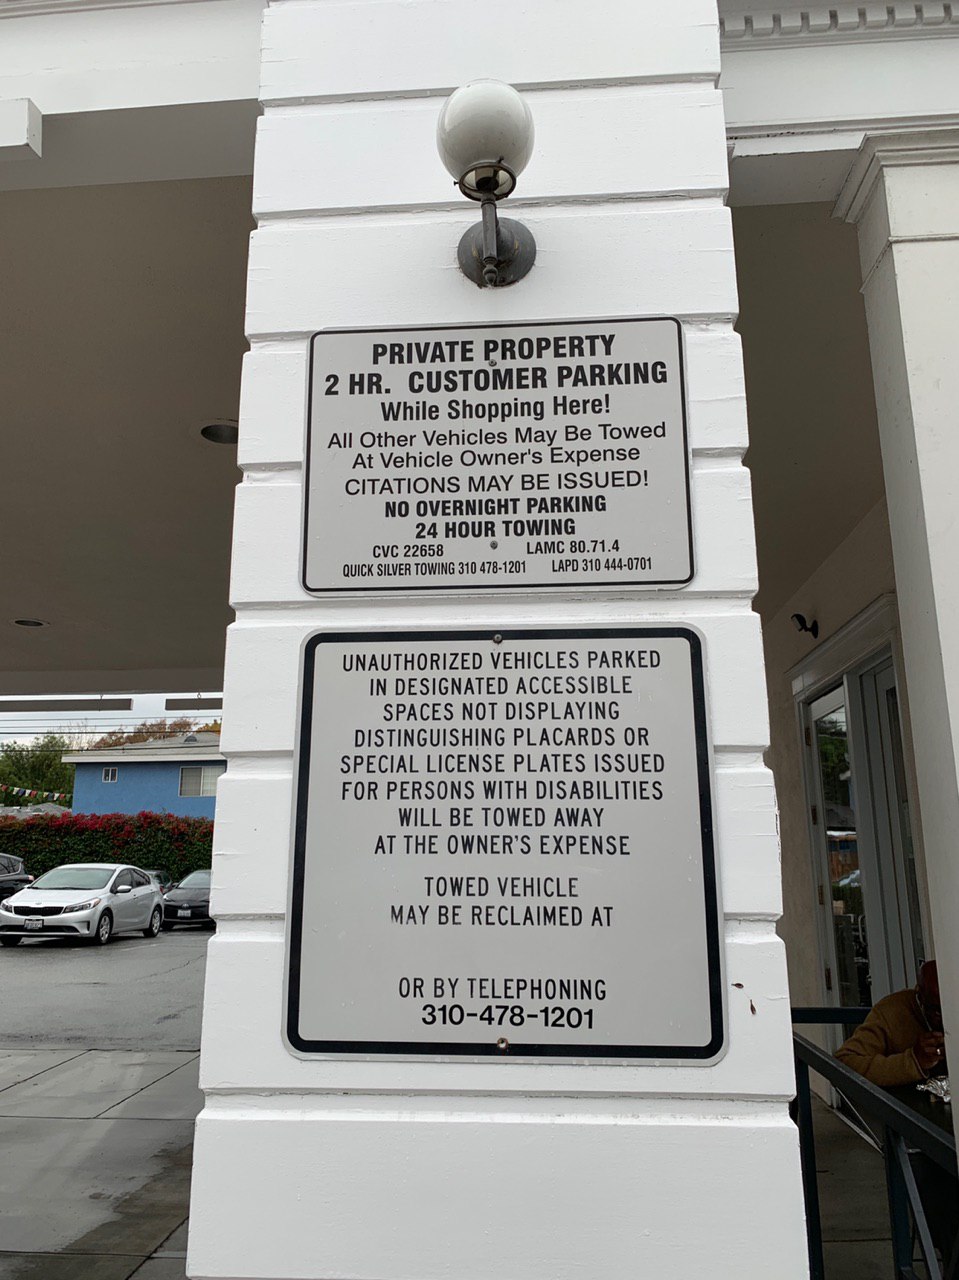 PRIVATE PROPERTY
2 HR. CUSTOMER PARKING
While Shopping Here!
All Other Vehicles May Be Towed
At Vehicle Owner's Expense
CITATIONS MAY BE ISSUED!
NO OVERNIGHT PARKING
24 HOUR TOWING
CVC 22658 LAMC 80.71.4
QUICK SILVER TOWING 310 478-1201 LAPD 310 444-0701
UNAUTHORIZED VEHICLES PARKED
IN DESIGNATED ACCESSIBLE
SPACES NOT DISPLAYING
DISTINGUISHING PLACARDS OR
SPECIAL LICENSE PLATES ISSUED
FOR PERSONS WITH DISABILITIES
WILL BE TOWED AWAY
AT THE OWNER'S EXPENSE
TOWED VEHICLE
MAY BE RECLAIMED AT
OR BY TELEPHONING
310-478-1201